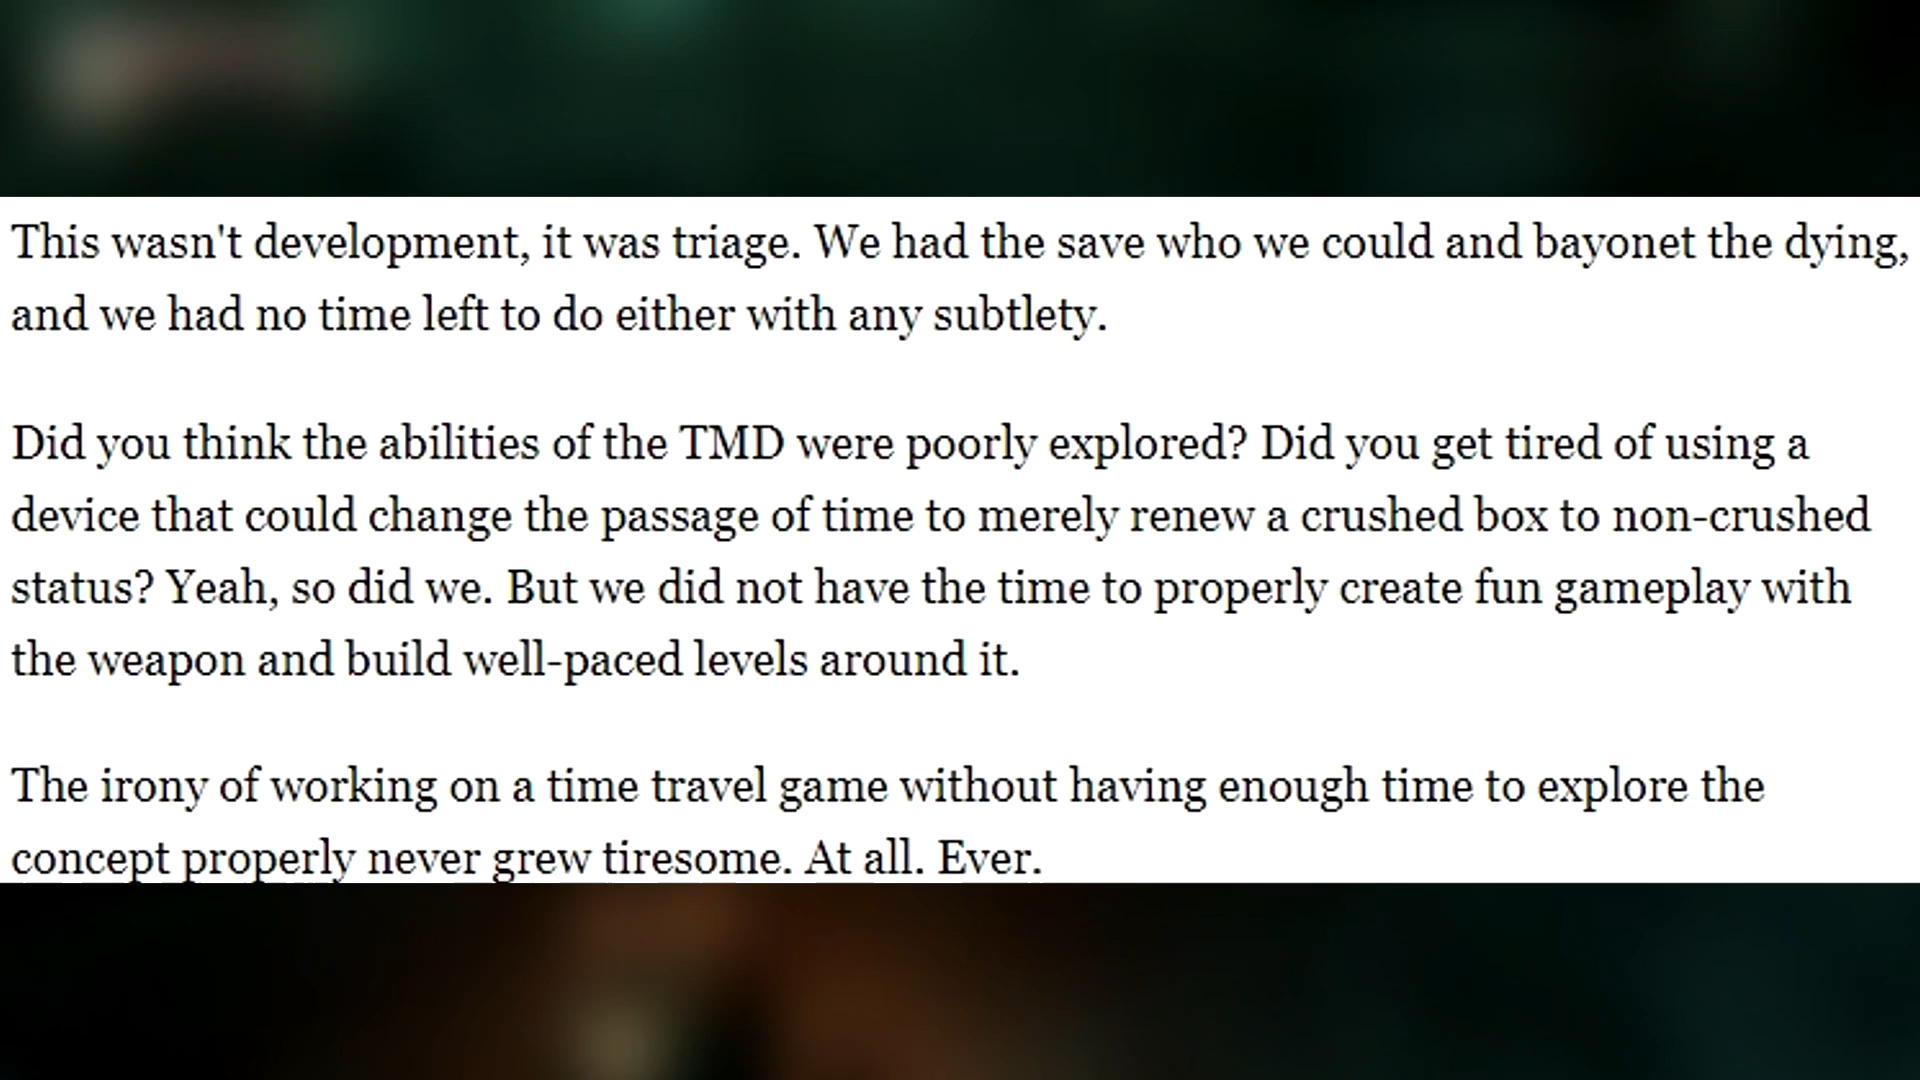 This wasn't development, it was triage. We had the save who we could and bayonet the dying,
and we had no time left to do either with any subtlety.
Did you think the abilities of the TMD were poorly explored? Did you get tired of using a
device that could change the passage of time to merely renew a crushed box to non-crushed
status? Yeah, so did we. But we did not have the time to properly create fun gameplay with
the weapon and build well-paced levels around it.
The irony of working on a time travel game without having enough time to explore the
concept properly never grew tiresome. At all. Ever.